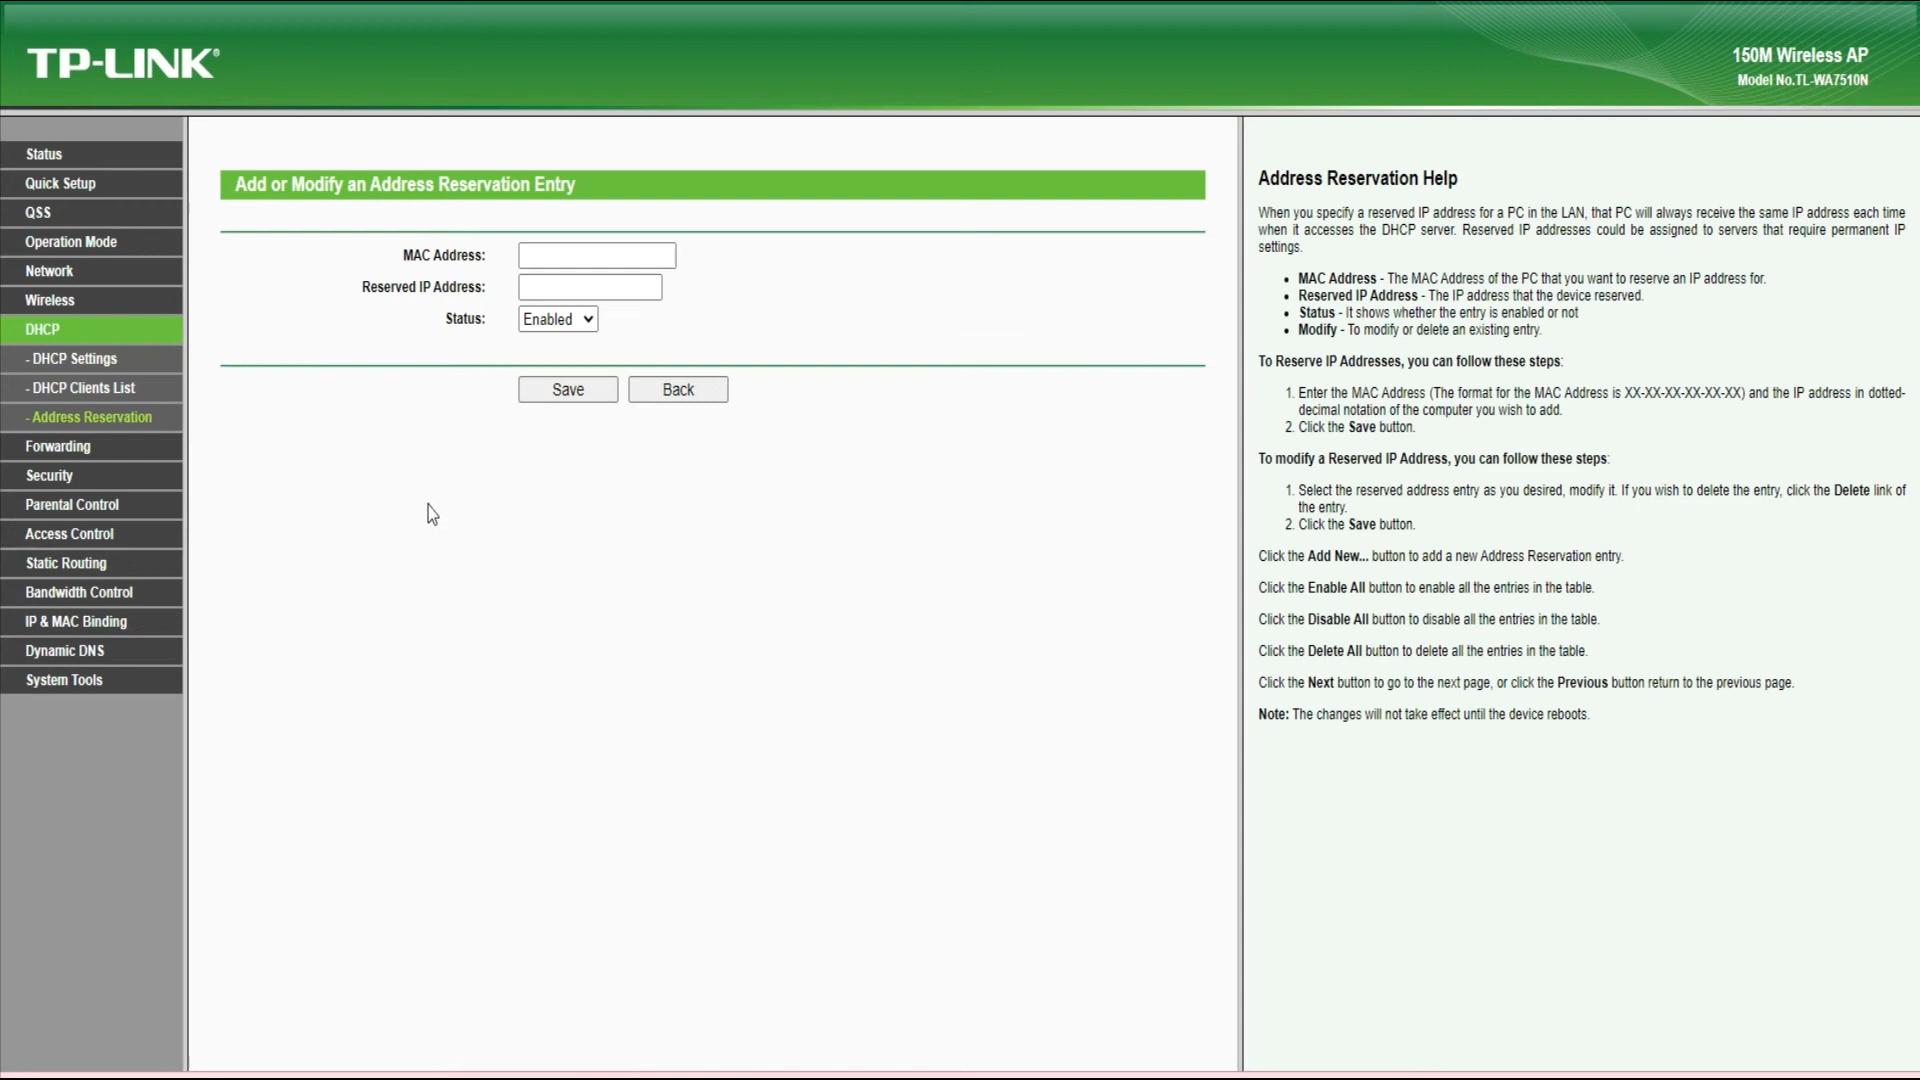 TP-LINK®
150M Wireless AP
Model No.TL-WA7510N
Status
Quick Setup
QSS
Operation Mode
Network
Wireless
DHCP
- DHCP Settings
- DHCP Clients List
- Address Reservation
Forwarding
Security
Parental Control
Access Control
Static Routing
Bandwidth Control
IP & MAC Binding
Dynamic DNS
System Tools
Add or Modify an Address Reservation Entry
MAC Address:
Reserved IP Address:
Status: Enabled
Save Back
Address Reservation Help
When you specify a reserved IP address for a PC in the LAN, that PC will always receive the same IP address each time
when it accesses the DHCP server. Reserved IP addresses could be assigned to servers that require permanent IP
settings.
• MAC Address - The MAC Address of the PC that you want to reserve an IP address for.
• Reserved IP Address - The IP address that the device reserved.
• Status - It shows whether the entry is enabled or not
• Modify - To modify or delete an existing entry.
To Reserve IP Addresses, you can follow these steps:
1. Enter the MAC Address (The format for the MAC Address is XX-XX-XX-XX-XX-XX) and the IP address in dotted-
decimal notation of the computer you wish to add.
2. Click the Save button.
To modify a Reserved IP Address, you can follow these steps:
1. Select the reserved address entry as you desired, modify it. If you wish to delete the entry, click the Delete link of
the entry.
2. Click the Save button.
Click the Add New... button to add a new Address Reservation entry.
Click the Enable All button to enable all the entries in the table.
Click the Disable All button to disable all the entries in the table.
Click the Delete All button to delete all the entries in the table.
Click the Next button to go to the next page, or click the Previous button return to the previous page.
Note: The changes will not take effect until the device reboots.